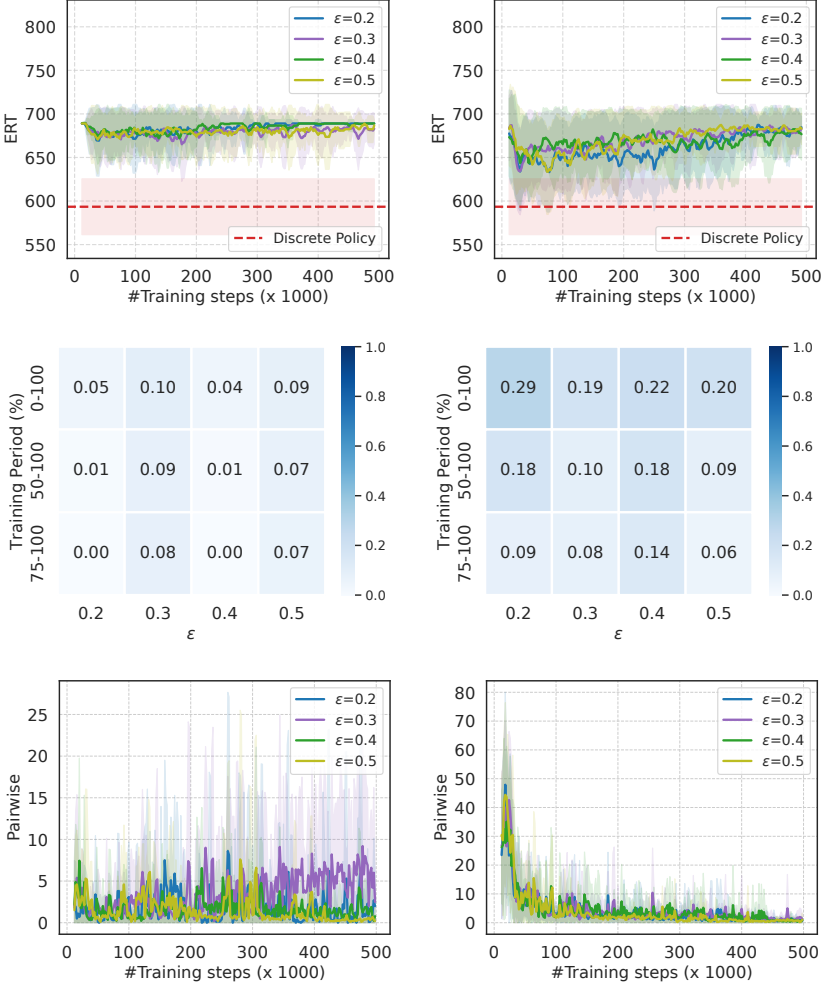 800
750
700
650
600
550
ERT
ε=0.2
ε=0.3
ε=0.4
ε=0.5
Discrete Policy
0 100 200 300 400 500
#Training steps (x 1000)
800
750
700
650
600
550
ERT
ε=0.2
ε=0.3
ε=0.4
ε=0.5
Discrete Policy
0 100 200 300 400 500
#Training steps (x 1000)
Training Period (%)
0-100
50-100
75-100
0.05 0.10 0.04 0.09
0.01 0.09 0.01 0.07
0.00 0.08 0.00 0.07
0.2 0.3 0.4 0.5
ε
1.0
0.8
0.6
0.4
0.2
0.0
Training Period (%)
0-100
50-100
75-100
0.29 0.19 0.22 0.20
0.18 0.10 0.18 0.09
0.09 0.08 0.14 0.06
0.2 0.3 0.4 0.5
ε
1.0
0.8
0.6
0.4
0.2
0.0
25
20
15
10
5
0
Pairwise
ε=0.2
ε=0.3
ε=0.4
ε=0.5
0 100 200 300 400 500
#Training steps (x 1000)
80
70
60
50
40
30
20
10
0
Pairwise
ε=0.2
ε=0.3
ε=0.4
ε=0.5
0 100 200 300 400 500
#Training steps (x 1000)